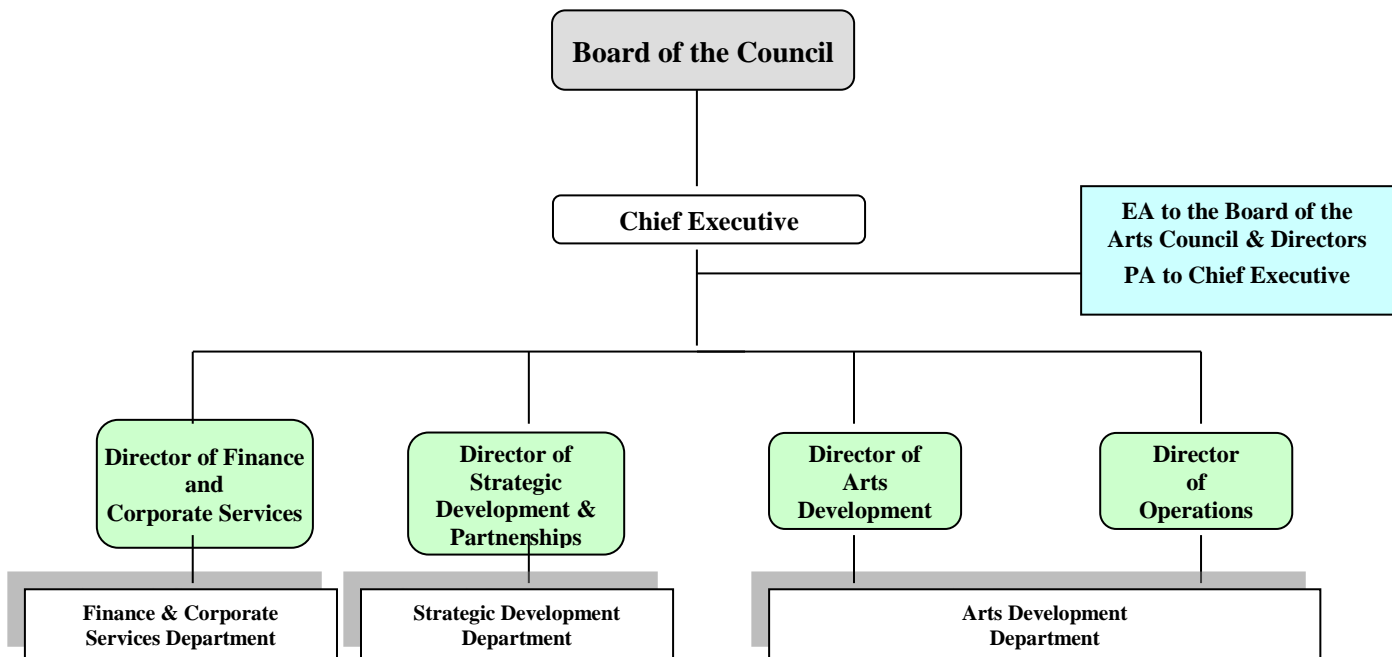 Board of the Council
Chief Executive
EA to the Board of the
Arts Council & Directors
PA to Chief Executive
Director of Finance
and
Corporate Services
Director of
Strategic
Development &
Partnerships
Director of
Arts
Development
Director
of
Operations
Finance & Corporate
Services Department
Strategic Development
Department
Arts Development
Department